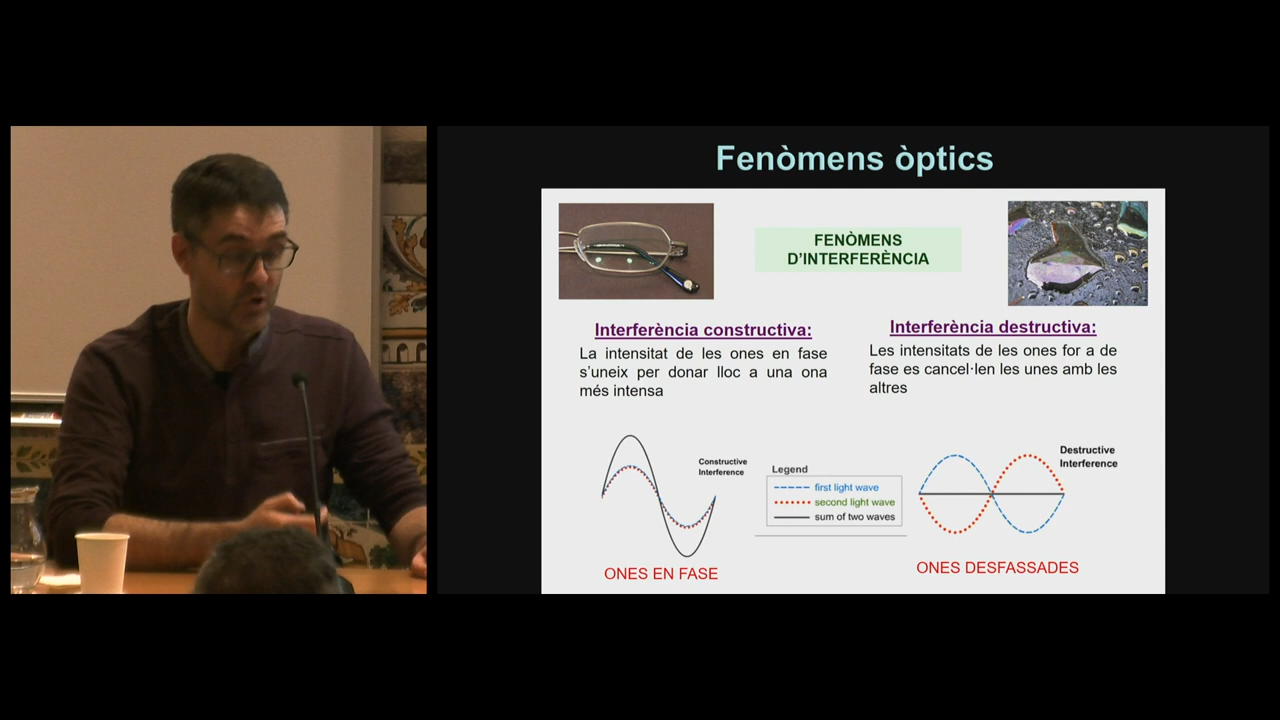 Fenòmens òptics
FENÒMENS
D'INTERFERÈNCIA
Interferència constructiva:
La intensitat de les ones en fase
s'uneix per donar lloc a una ona
més intensa
Interferència destructiva:
Les intensitats de les ones for a de
fase es cancel·len les unes amb les
altres
Constructive
Interference
Legend
first light wave
second light wave
sum of two waves
Destructive
Interference
ONES EN FASE
ONES DESFASSADES